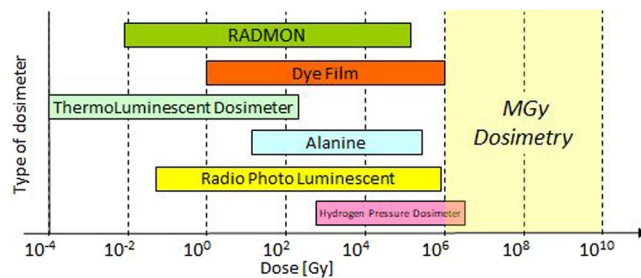 RADMON
Dye Film
ThermoLuminescent Dosimeter
MGy
Dosimetry
Alanine
Radio Photo Luminescent
Hydrogen Pressure Dosimeter
Type of dosimeter
10⁻⁴ 10⁻² 10⁰ 10² 10⁴ 10⁶ 10⁸ 10¹⁰
Dose [Gy]